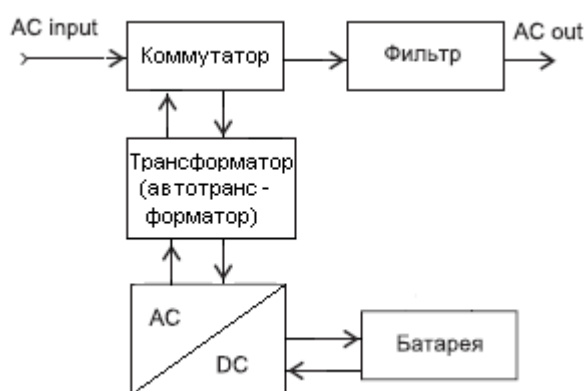 AC input
Коммутатор
Фильтр
AC out
Трансформатор
(автотранс -
форматор)
AC
DC
Батарея